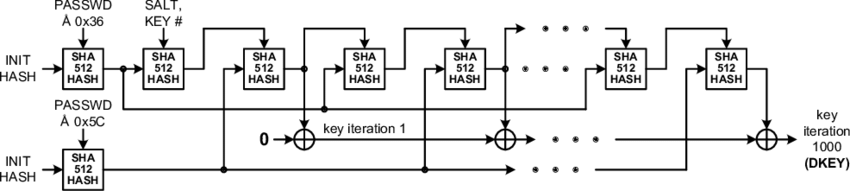 PASSWD
Å 0x36
SALT,
KEY #
INIT
HASH
SHA
512
HASH
SHA
512
HASH
SHA
512
HASH
SHA
512
HASH
SHA
512
HASH
SHA
512
HASH
SHA
512
HASH
PASSWD
Å 0x5C
0
key iteration 1
key
iteration
1000
(DKEY)
INIT
HASH
SHA
512
HASH